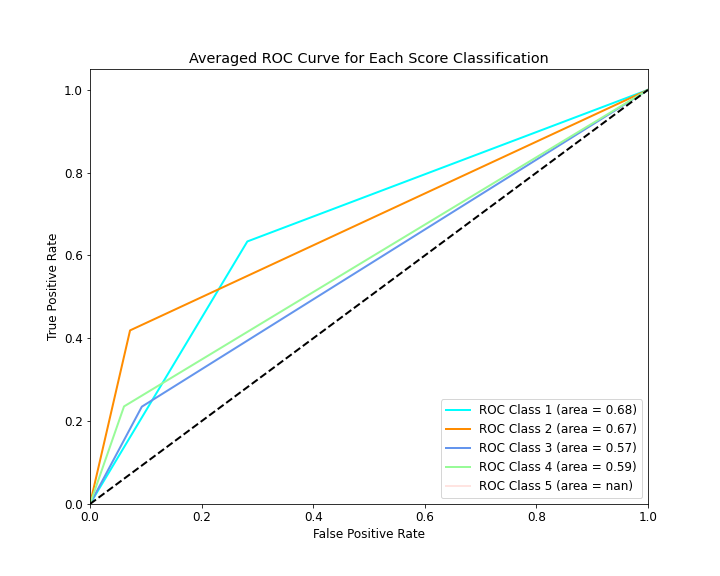 Averaged ROC Curve for Each Score Classification
True Positive Rate
1.0
0.8
0.6
0.4
0.2
0.0
ROC Class 1 (area = 0.68)
ROC Class 2 (area = 0.67)
ROC Class 3 (area = 0.57)
ROC Class 4 (area = 0.59)
ROC Class 5 (area = nan)
0.0 0.2 0.4 0.6 0.8 1.0
False Positive Rate